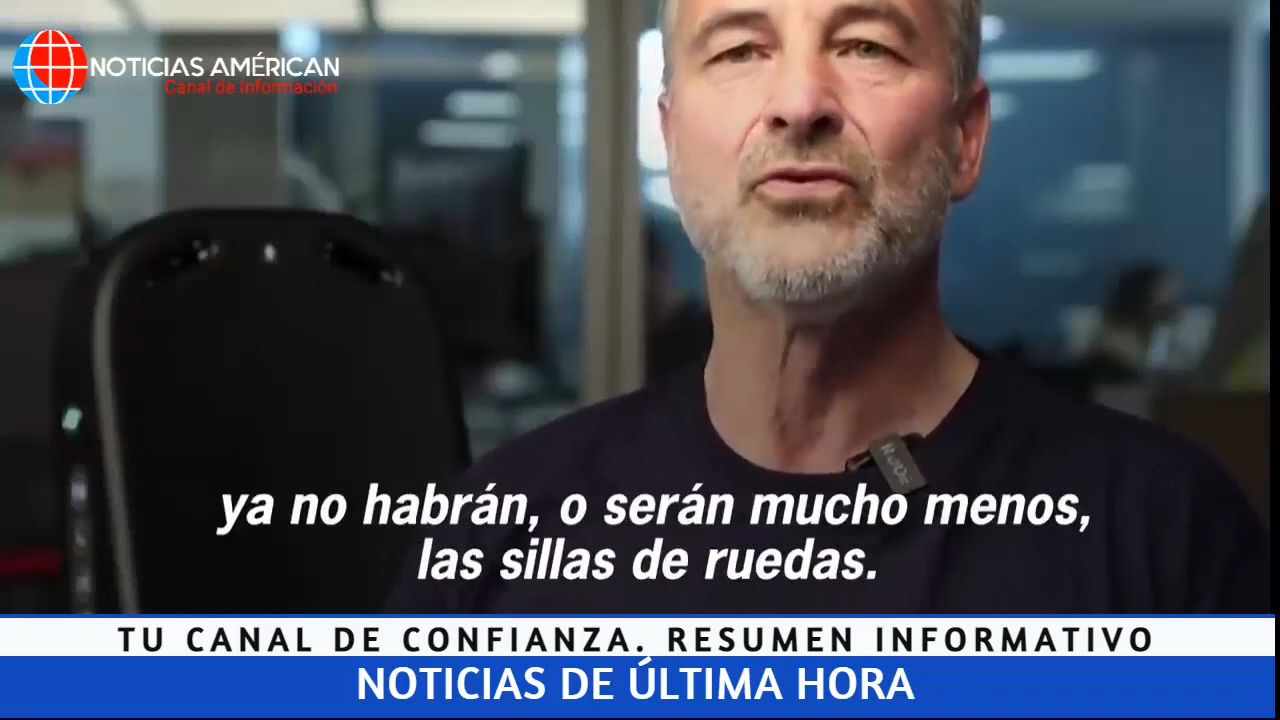 NOTICIAS AMÉRICAN
Canal de Información
RODE
ya no habrán, o serán mucho menos,
las sillas de ruedas.
TU CANAL DE CONFIANZA. RESUMEN INFORMATIVO
NOTICIAS DE ÚLTIMA HORA